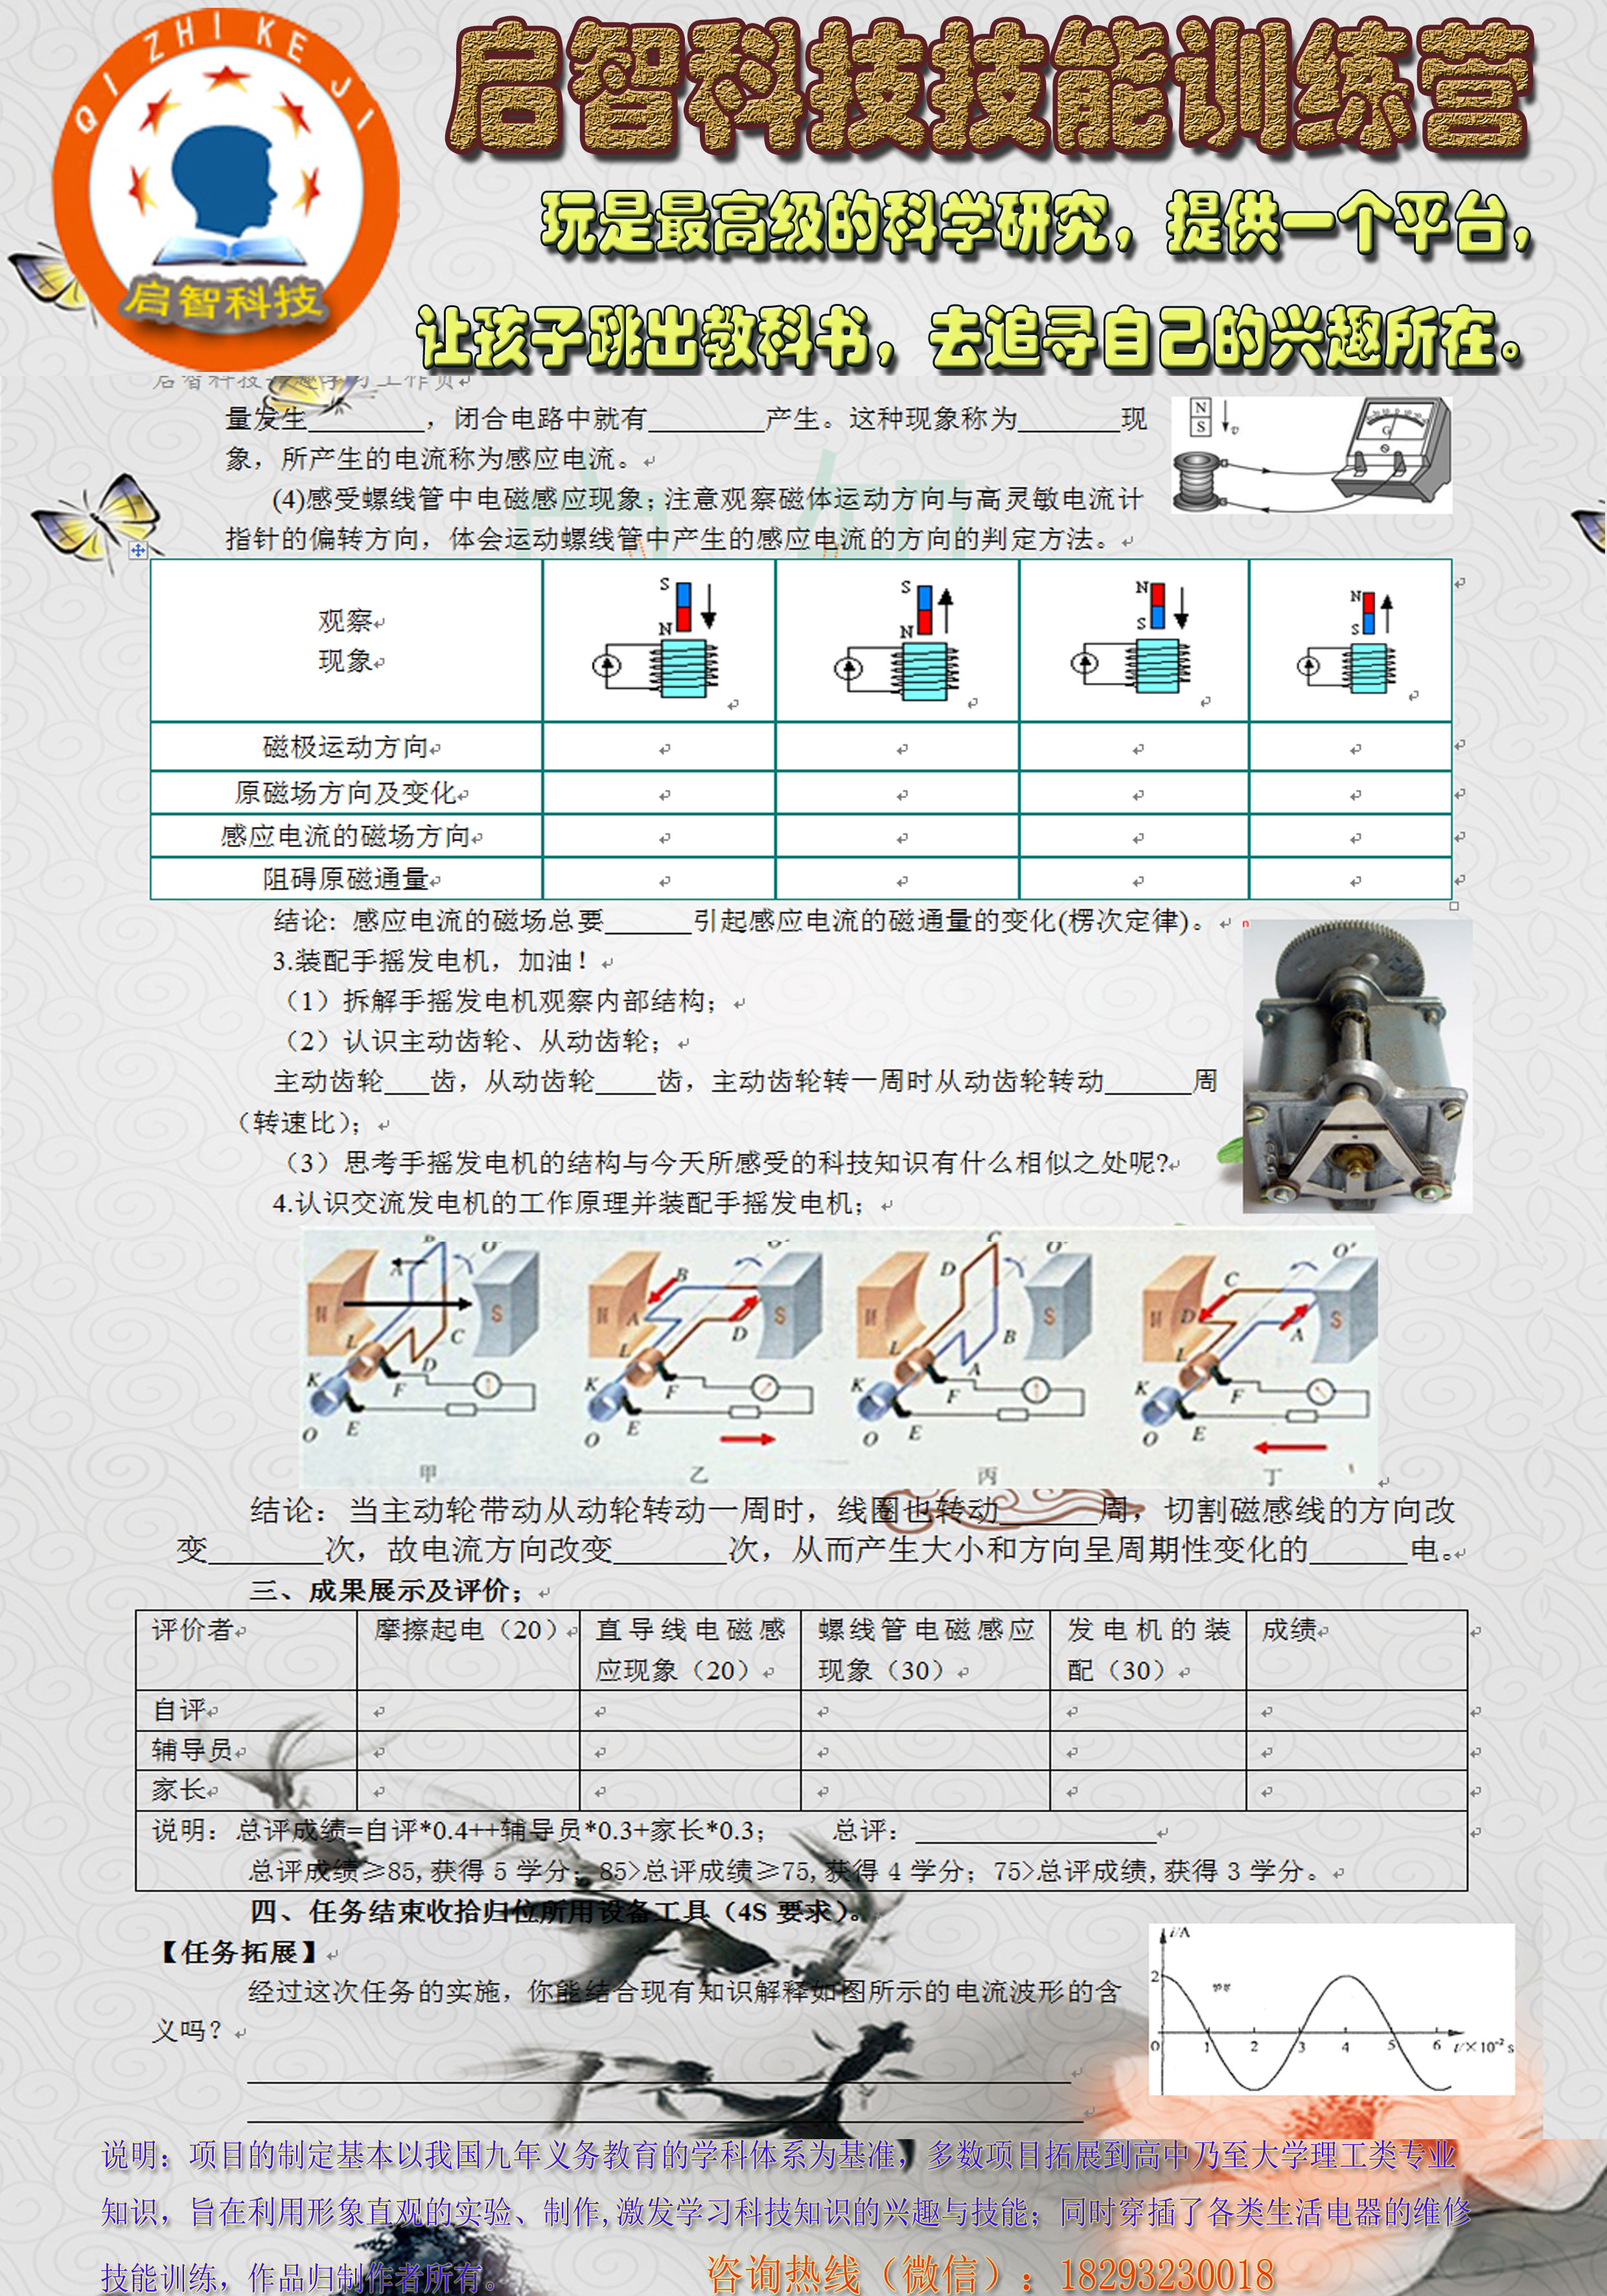 QI ZHI KE JI
启智科技
启智科技技能训练营
玩是最高级的科学研究，提供一个平台，
让孩子跳出教科书，去追寻自己的兴趣所在。
量发生________，闭合电路中就有________产生。这种现象称为_______现
象，所产生的电流称为感应电流。
N
S
v
G
(4)感受螺线管中电磁感应现象；注意观察磁体运动方向与高灵敏电流计
指针的偏转方向，体会运动螺线管中产生的感应电流的方向的判定方法。
观察
现象
S N
S N
N S
N S
磁极运动方向
原磁场方向及变化
感应电流的磁场方向
阻碍原磁通量
结论: 感应电流的磁场总要______引起感应电流的磁通量的变化(楞次定律)。
3.装配手摇发电机，加油！
（1）拆解手摇发电机观察内部结构；
（2）认识主动齿轮、从动齿轮；
主动齿轮___齿，从动齿轮____齿，主动齿轮转一周时从动齿轮转动______周
（转速比）；
（3）思考手摇发电机的结构与今天所感受的科技知识有什么相似之处呢?
4.认识交流发电机的工作原理并装配手摇发电机；
N A B O' S C D L K F E O 甲
N A B O' S D L K F E O 乙
N D C O' S B A L K F E O 丙
N D C O' S A L K F E O 丁
结论：当主动轮带动从动轮转动一周时，线圈也转动______周，切割磁感线的方向改
变_______次，故电流方向改变_______次，从而产生大小和方向呈周期性变化的______电。
三、成果展示及评价；
评价者 摩擦起电（20） 直导线电磁感应现象（20） 螺线管电磁感应现象（30） 发电机的装配（30） 成绩
自评
辅导员
家长
说明：总评成绩=自评*0.4++辅导员*0.3+家长*0.3； 总评：________________
总评成绩≥85,获得 5 学分；85>总评成绩≥75,获得 4 学分；75>总评成绩,获得 3 学分。
四、任务结束收拾归位所用设备工具（4S 要求）。
【任务拓展】
经过这次任务的实施，你能结合现有知识解释如图所示的电流波形的含
义吗？
i/A
2
0 1 2 3 4 5 6 t/×10⁻² s
说明：项目的制定基本以我国九年义务教育的学科体系为基准，多数项目拓展到高中乃至大学理工类专业
知识，旨在利用形象直观的实验、制作,激发学习科技知识的兴趣与技能；同时穿插了各类生活电器的维修
技能训练，作品归制作者所有。
咨询热线（微信）：18293230018